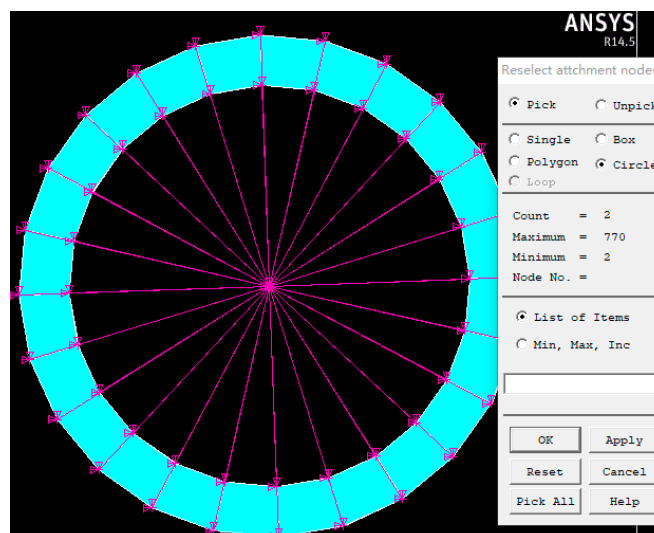 ANSYS
R14.5
Reselect attchment nodes
Pick Unpick
Single Box
Polygon Circle
Loop
Count = 2
Maximum = 770
Minimum = 2
Node No. =
List of Items
Min, Max, Inc
OK Apply
Reset Cancel
Pick All Help